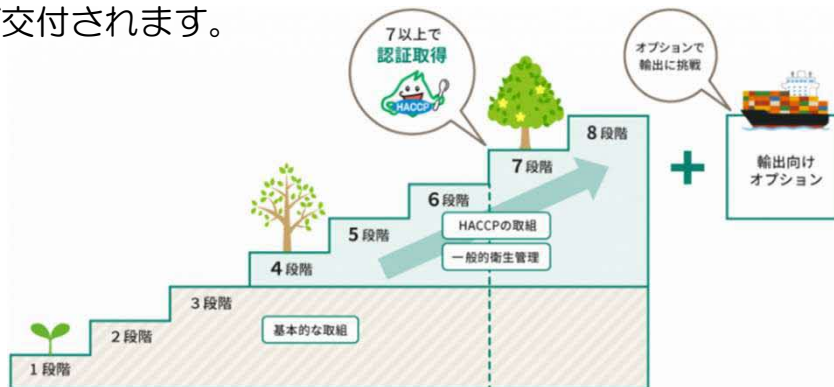 交付されます。
7以上で
認証取得
HACCP
オプションで
輸出に挑戦
8段階
7段階
輸出向け
オプション
6段階
HACCPの取組
5段階
一般的衛生管理
4段階
3段階
基本的な取組
2段階
1段階